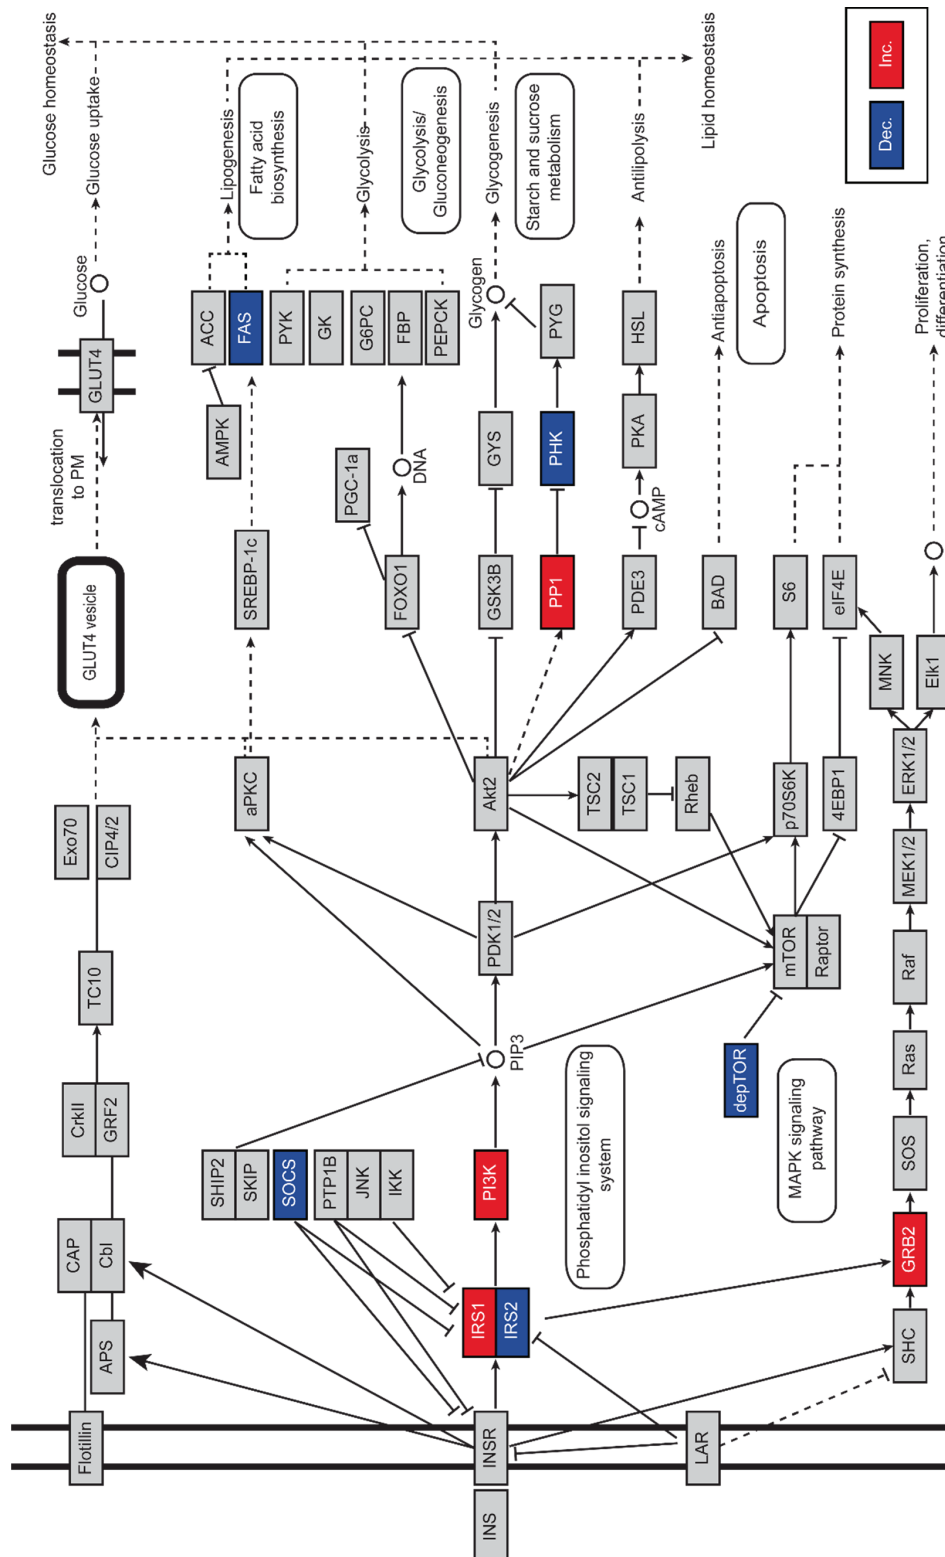 Glucose homeostasis
Glucose uptake
Glucose
GLUT4
translocation
to PM
GLUT4 vesicle
Exo70
CIP4/2
TC10
CrkII
GRF2
CAP
Cbl
APS
Flotillin
Lipogenesis
Fatty acid
biosynthesis
ACC
FAS
AMPK
SREBP-1c
aPKC
Glycolysis
Glycolysis/
Gluconeogenesis
PYK
GK
G6PC
FBP
PEPCK
PGC-1a
DNA
FOXO1
SHIP2
SKIP
SOCS
PTP1B
JNK
IKK
Glycogenesis
Starch and sucrose
metabolism
Glycogen
GYS
GSK3B
Akt2
PDK1/2
PIP3
PI3K
IRS1
IRS2
INSR
INS
PYG
PHK
PP1
Phosphatidyl inositol signaling
system
Antilipolysis
Lipid homeostasis
HSL
PKA
cAMP
PDE3
TSC2
TSC1
Rheb
Antiapoptosis
Apoptosis
BAD
LAR
depTOR
Protein synthesis
S6
eIF4E
p70S6K
4EBP1
mTOR
Raptor
MAPK signaling
pathway
Proliferation,
differentiation
MNK
Elk1
ERK1/2
MEK1/2
Raf
Ras
SOS
GRB2
SHC
Inc.
Dec.